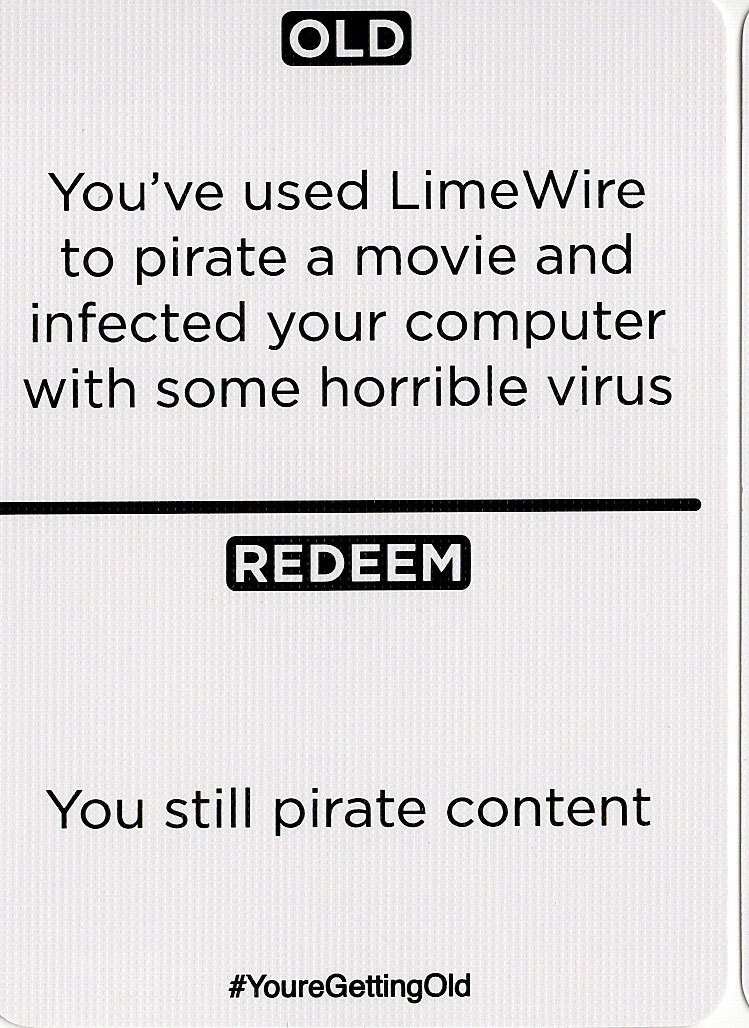 OLD
You’ve used LimeWire
to pirate a movie and
infected your computer
with some horrible virus
REDEEM
You still pirate content
#YoureGettingOld